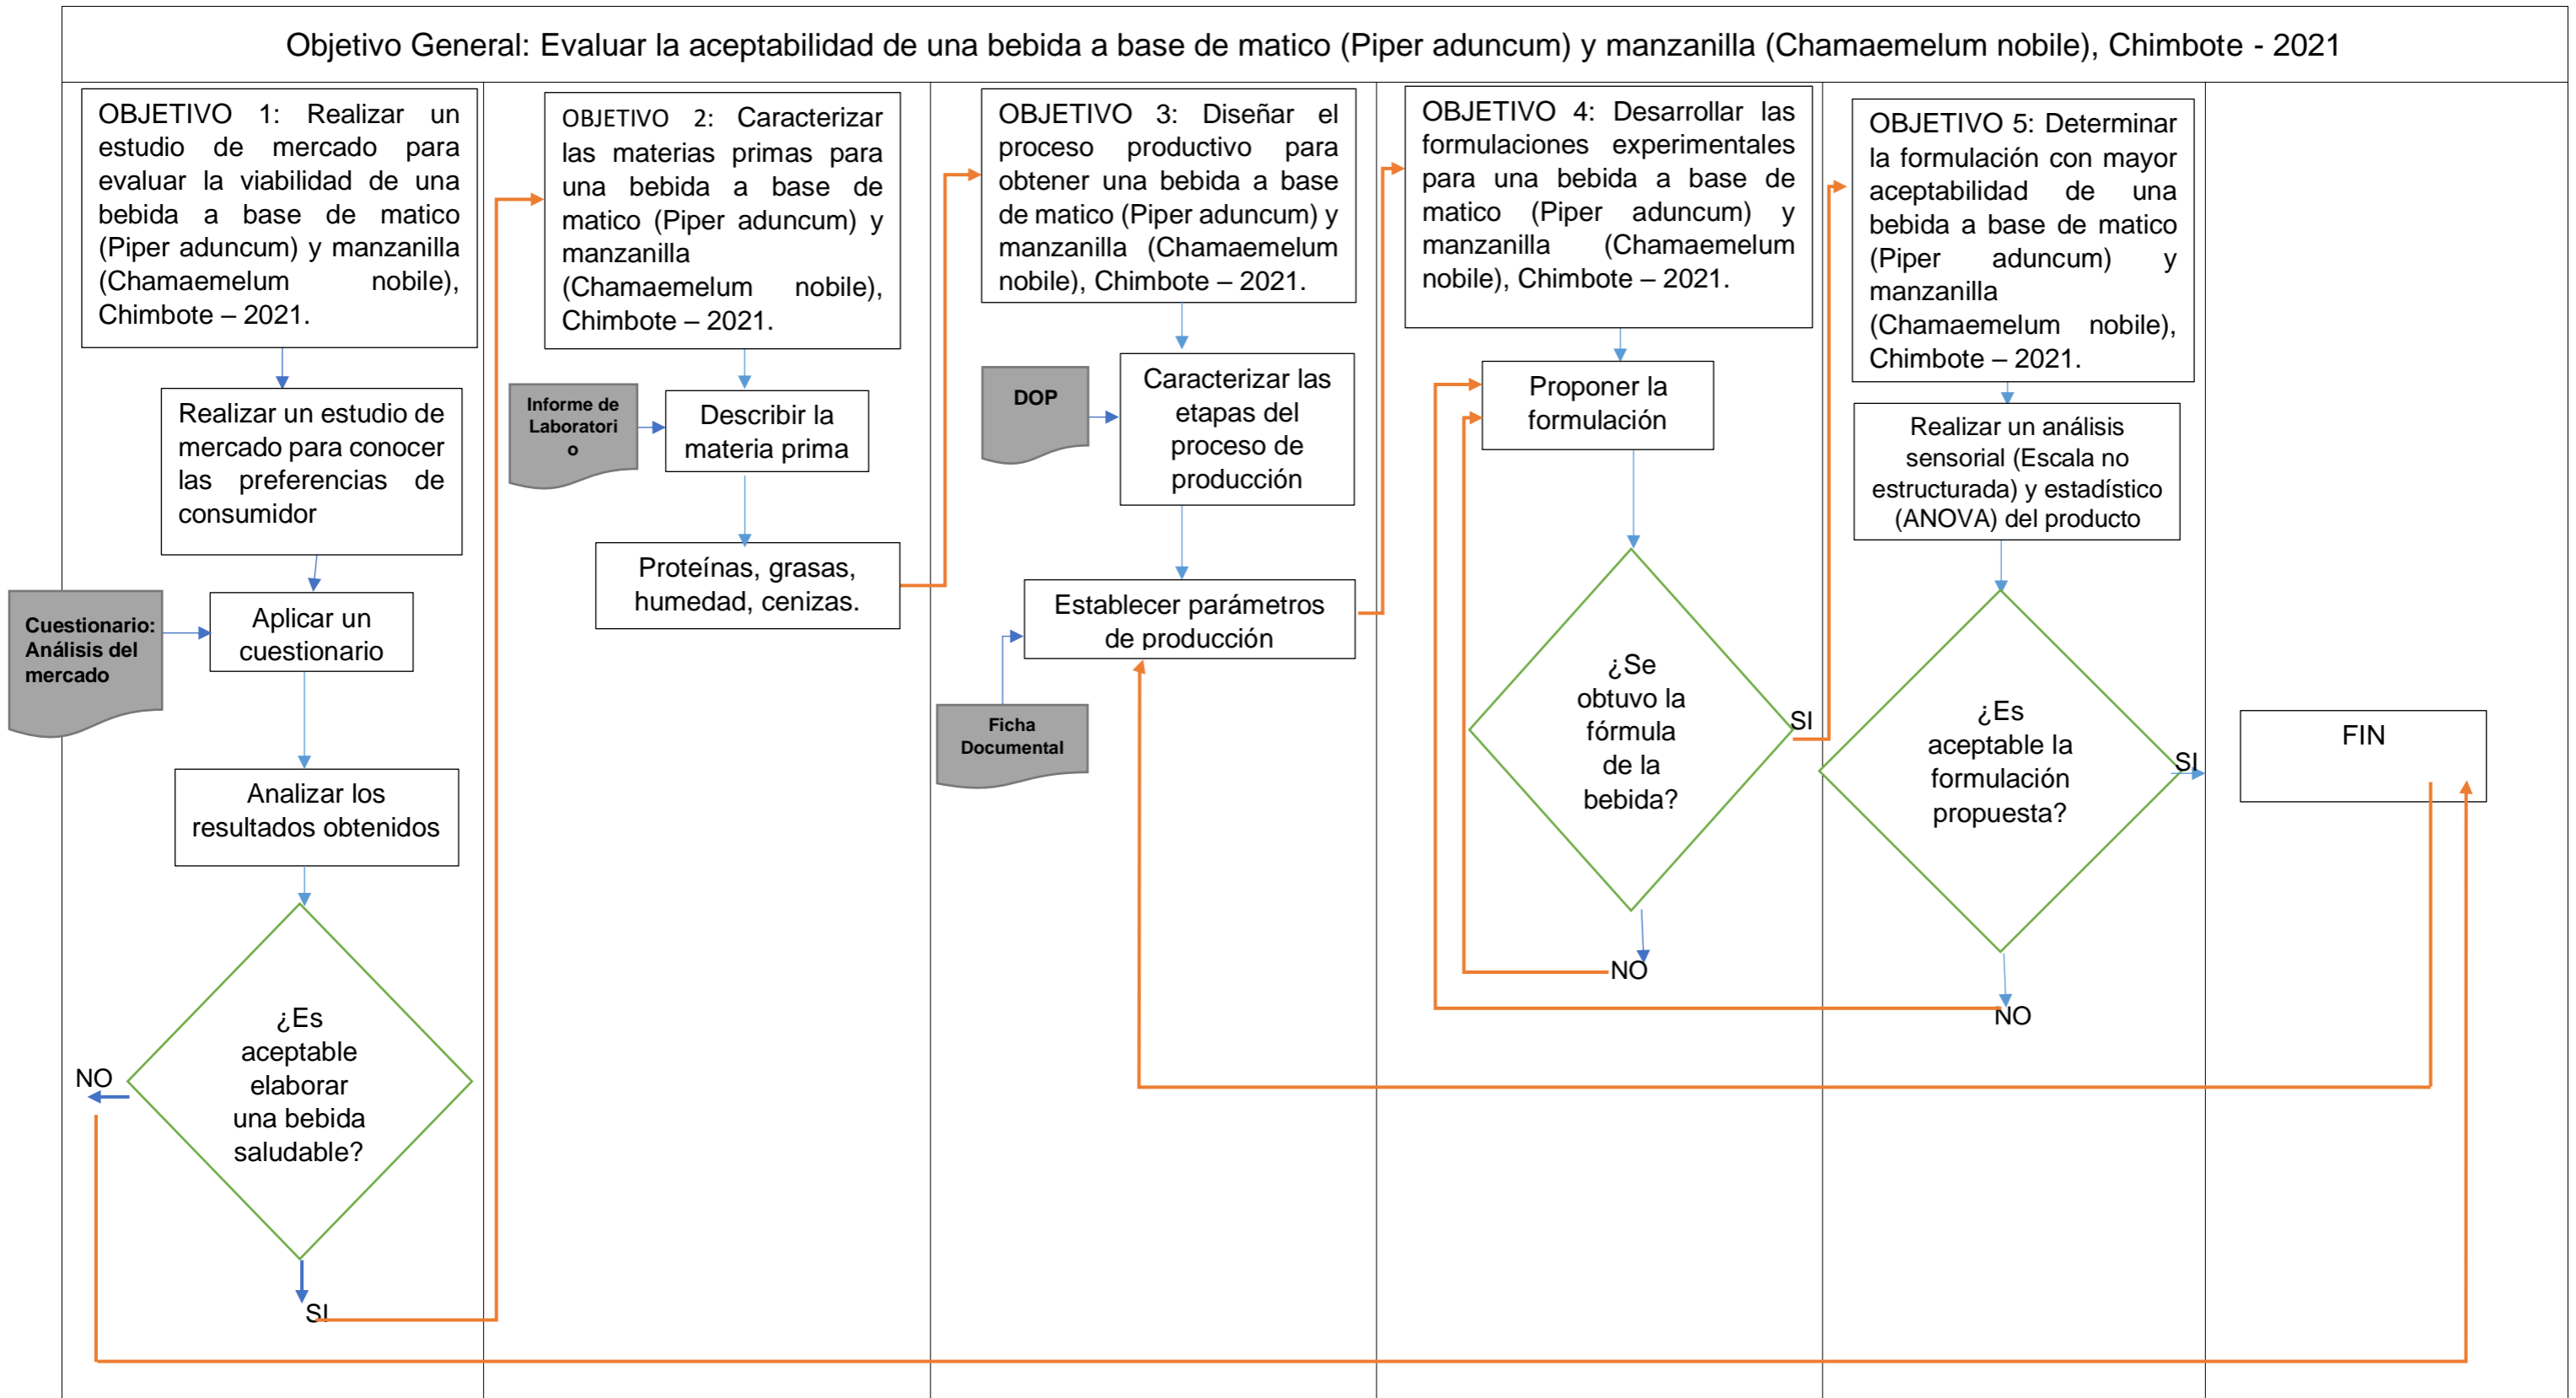 Objetivo General: Evaluar la aceptabilidad de una bebida a base de matico (Piper aduncum) y manzanilla (Chamaemelum nobile), Chimbote - 2021
OBJETIVO 1: Realizar un
estudio de mercado para
evaluar la viabilidad de una
bebida a base de matico
(Piper aduncum) y manzanilla
(Chamaemelum nobile),
Chimbote – 2021.
Realizar un estudio de
mercado para conocer
las preferencias de
consumidor
Cuestionario:
Análisis del
mercado
Aplicar un
cuestionario
Analizar los
resultados obtenidos
¿Es
aceptable
elaborar
una bebida
saludable?
NO
SI
OBJETIVO 2: Caracterizar
las materias primas para
una bebida a base de
matico (Piper aduncum) y
manzanilla
(Chamaemelum nobile),
Chimbote – 2021.
Informe de
Laboratori
o
Describir la
materia prima
Proteínas, grasas,
humedad, cenizas.
OBJETIVO 3: Diseñar el
proceso productivo para
obtener una bebida a base
de matico (Piper aduncum) y
manzanilla (Chamaemelum
nobile), Chimbote – 2021.
DOP
Caracterizar las
etapas del
proceso de
producción
Establecer parámetros
de producción
Ficha
Documental
OBJETIVO 4: Desarrollar las
formulaciones experimentales
para una bebida a base de
matico (Piper aduncum) y
manzanilla (Chamaemelum
nobile), Chimbote – 2021.
Proponer la
formulación
¿Se
obtuvo la
fórmula
de la
bebida?
SI
NO
OBJETIVO 5: Determinar
la formulación con mayor
aceptabilidad de una
bebida a base de matico
(Piper aduncum) y
manzanilla
(Chamaemelum nobile),
Chimbote – 2021.
Realizar un análisis
sensorial (Escala no
estructurada) y estadístico
(ANOVA) del producto
¿Es
aceptable la
formulación
propuesta?
SI
NO
FIN